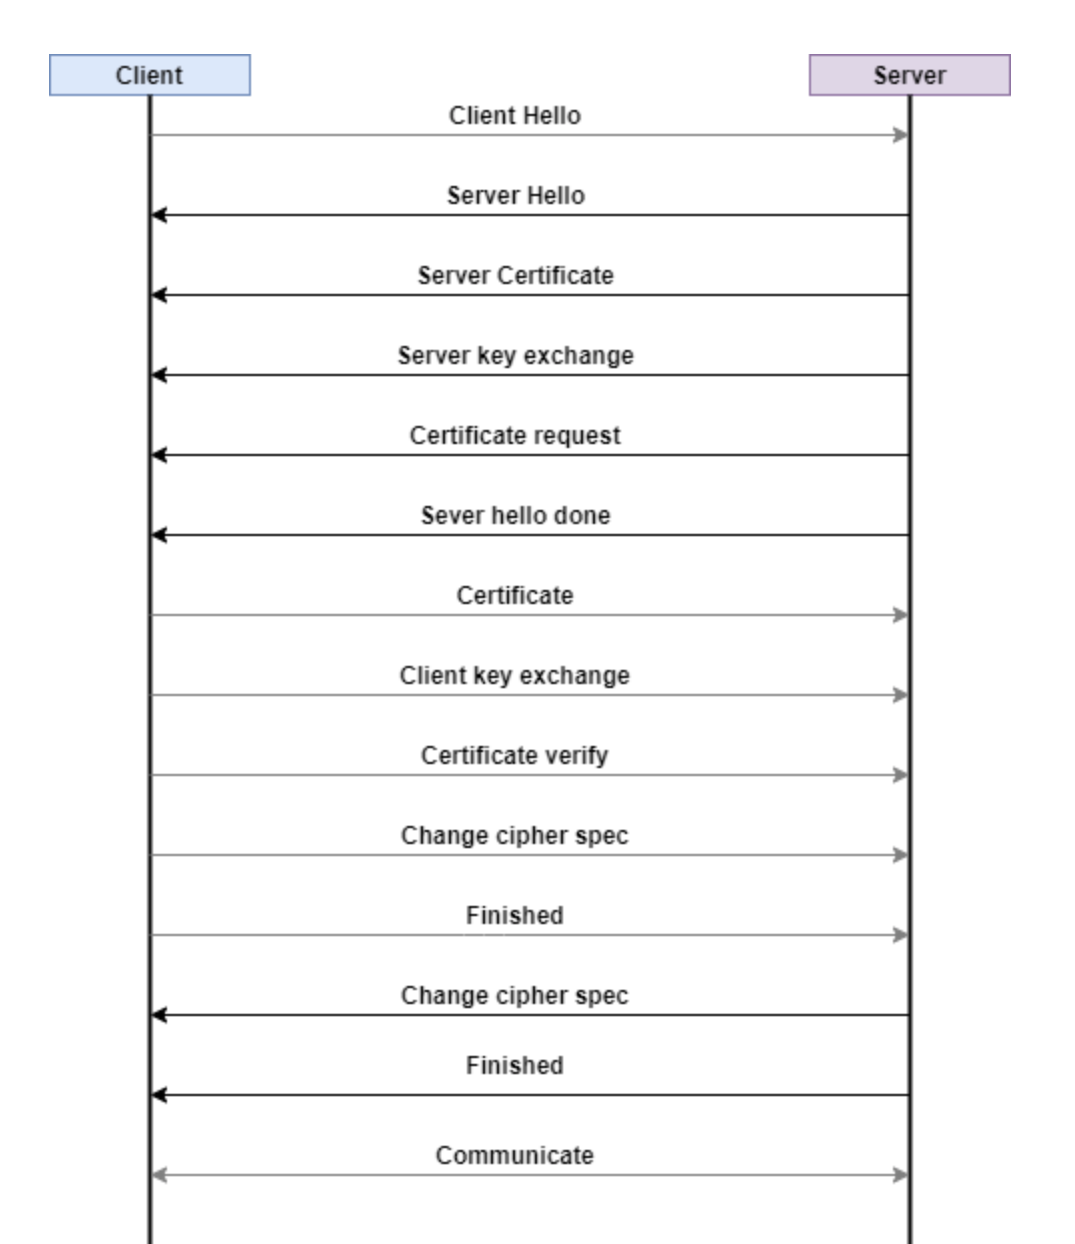 Client
Server
Client Hello
Server Hello
Server Certificate
Server key exchange
Certificate request
Sever hello done
Certificate
Client key exchange
Certificate verify
Change cipher spec
Finished
Change cipher spec
Finished
Communicate